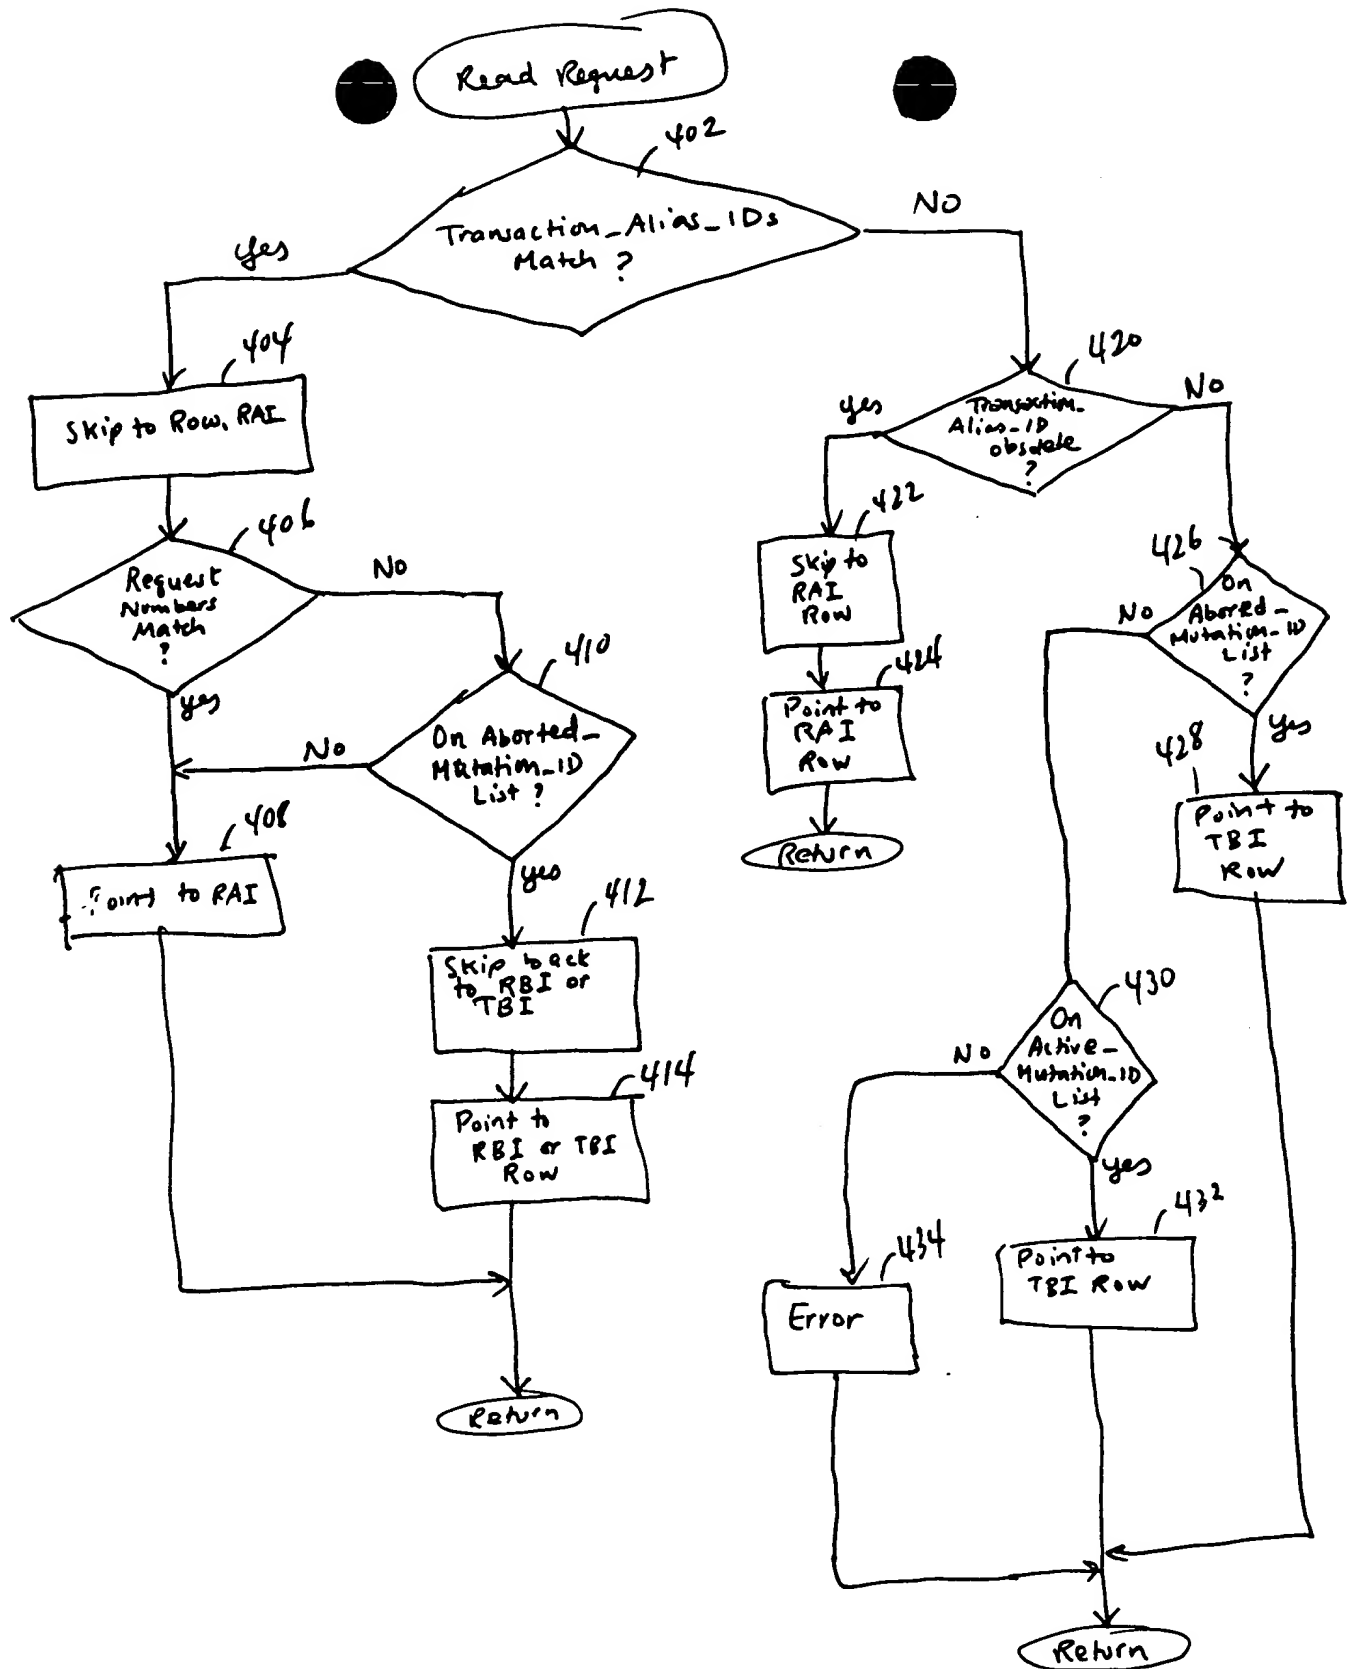 Read Request
402
Transaction_Alias_IDs
Match ?
Yes
No
404
Skip to Row, RAI
406
Request
Numbers
Match
?
No
yes
410
On Aborted_
Mutation_ID
List ?
No
yes
408
Point to RAI
412
Skip back
to RBI or
TBI
414
Point to
RBI or TBI
Row
Return
420
Transaction_
Alias_ID
obsolete
?
yes
No
422
Skip to
RAI
Row
424
Point to
RAI
Row
Return
426
On
Aborted_
Mutation_ID
List
?
No
Yes
428
Point to
TBI
Row
430
On
Active_
Mutation_ID
List
?
No
yes
432
Point to
TBI Row
434
Error
Return